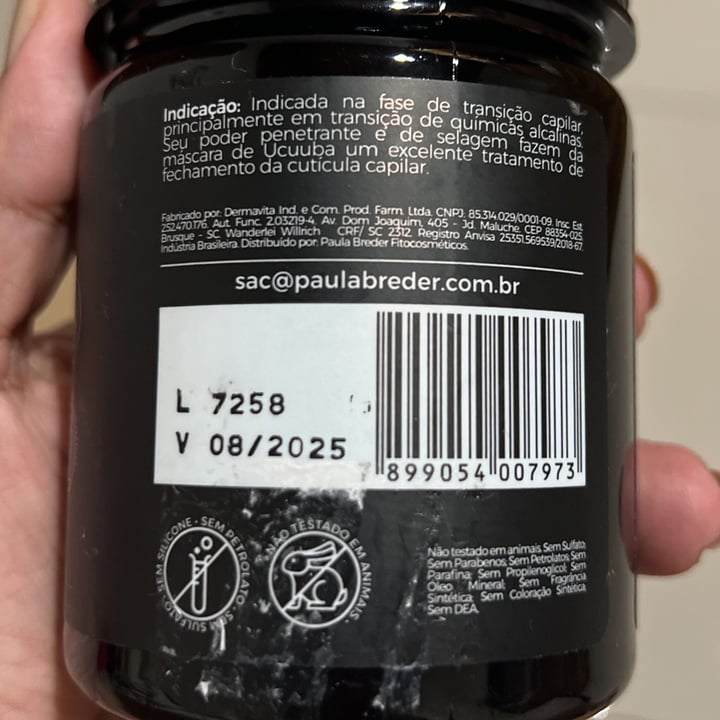 Indicação: Indicada na fase de transição capilar,
principalmente em transição de químicas alcalinas.
Seu poder penetrante e de selagem fazem da
máscara de Ucuuba um excelente tratamento de
fechamento da cutícula capilar.
Fabricado por: Dermavita Ind. e Com. Prod. Farm. Ltda. CNPJ: 85.314.029/0001-09. Insc. Est.
252.470.176. Aut. Func. 2.03219-4. Av. Dom Joaquim, 405 - Jd. Maluche, CEP 88354-025,
Brusque - SC. Wanderlei Willrich CRF/ SC 2312. Registro Anvisa 25351.569539/2018-67.
Indústria Brasileira. Distribuído por: Paula Breder Fitocosméticos.
sac@paulabreder.com.br
L 7258
V 08/2025
7 899054 007973
SEM SILICONE • SEM PETROLATO • SEM SULFATO •
NÃO TESTADO EM ANIMAIS •
Não testado em animais. Sem Sulfato.
Sem Parabenos. Sem Petrolatos. Sem
Parafina. Sem Propilenoglicol. Sem
Óleo Mineral. Sem Fragrância
Sintética. Sem Coloração Sintética.
Sem DEA.